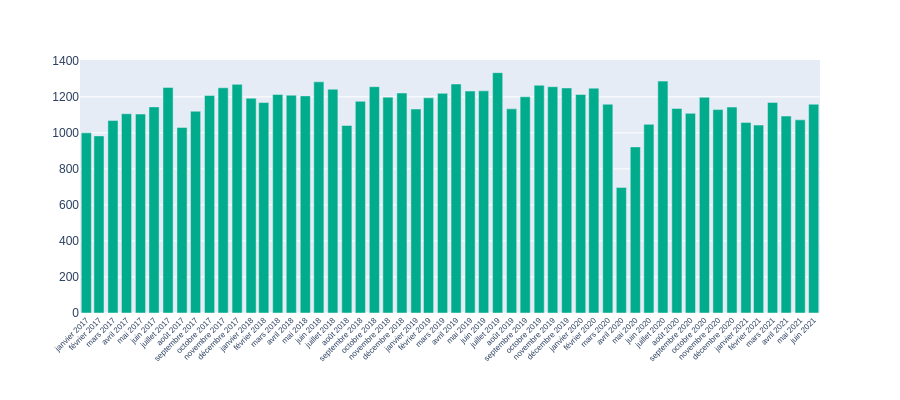 1400
1200
1000
800
600
400
200
0
janvier 2017
février 2017
mars 2017
avril 2017
mai 2017
juin 2017
juillet 2017
août 2017
septembre 2017
octobre 2017
novembre 2017
décembre 2017
janvier 2018
février 2018
mars 2018
avril 2018
mai 2018
juin 2018
juillet 2018
août 2018
septembre 2018
octobre 2018
novembre 2018
décembre 2018
janvier 2019
février 2019
mars 2019
avril 2019
mai 2019
juin 2019
juillet 2019
août 2019
septembre 2019
octobre 2019
novembre 2019
décembre 2019
janvier 2020
février 2020
mars 2020
avril 2020
mai 2020
juin 2020
juillet 2020
août 2020
septembre 2020
octobre 2020
novembre 2020
décembre 2020
janvier 2021
février 2021
mars 2021
avril 2021
mai 2021
juin 2021